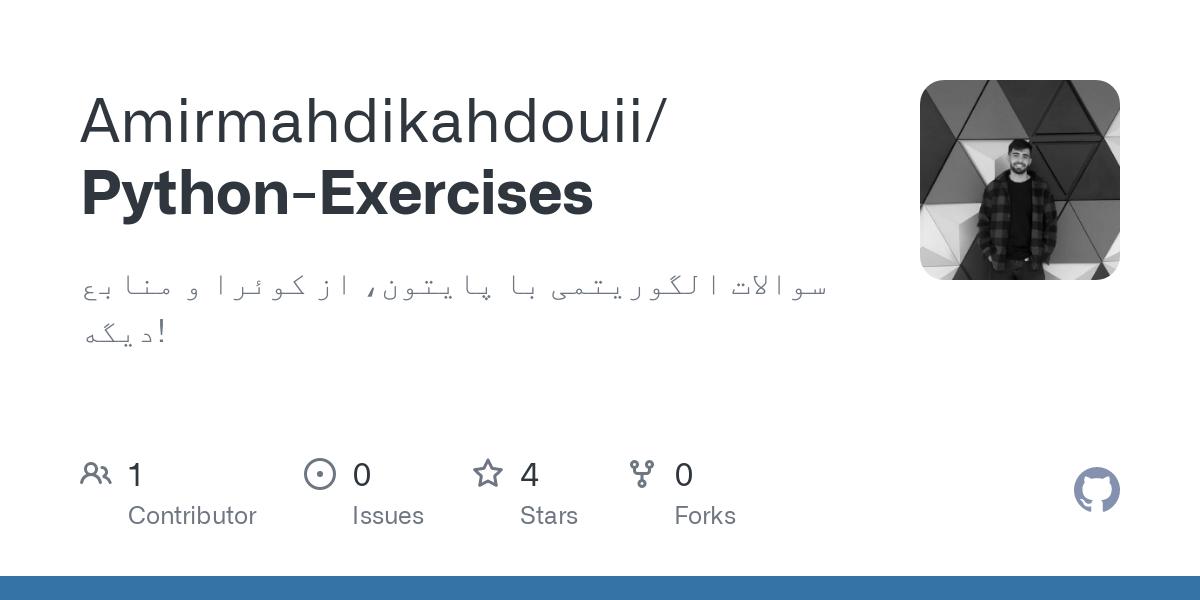 Amirmahdikahdouii/
Python-Exercises
سوالات الگوریتمی با پایتون، از کوئرا و منابع
دیگه!
1
Contributor
0
Issues
4
Stars
0
Forks